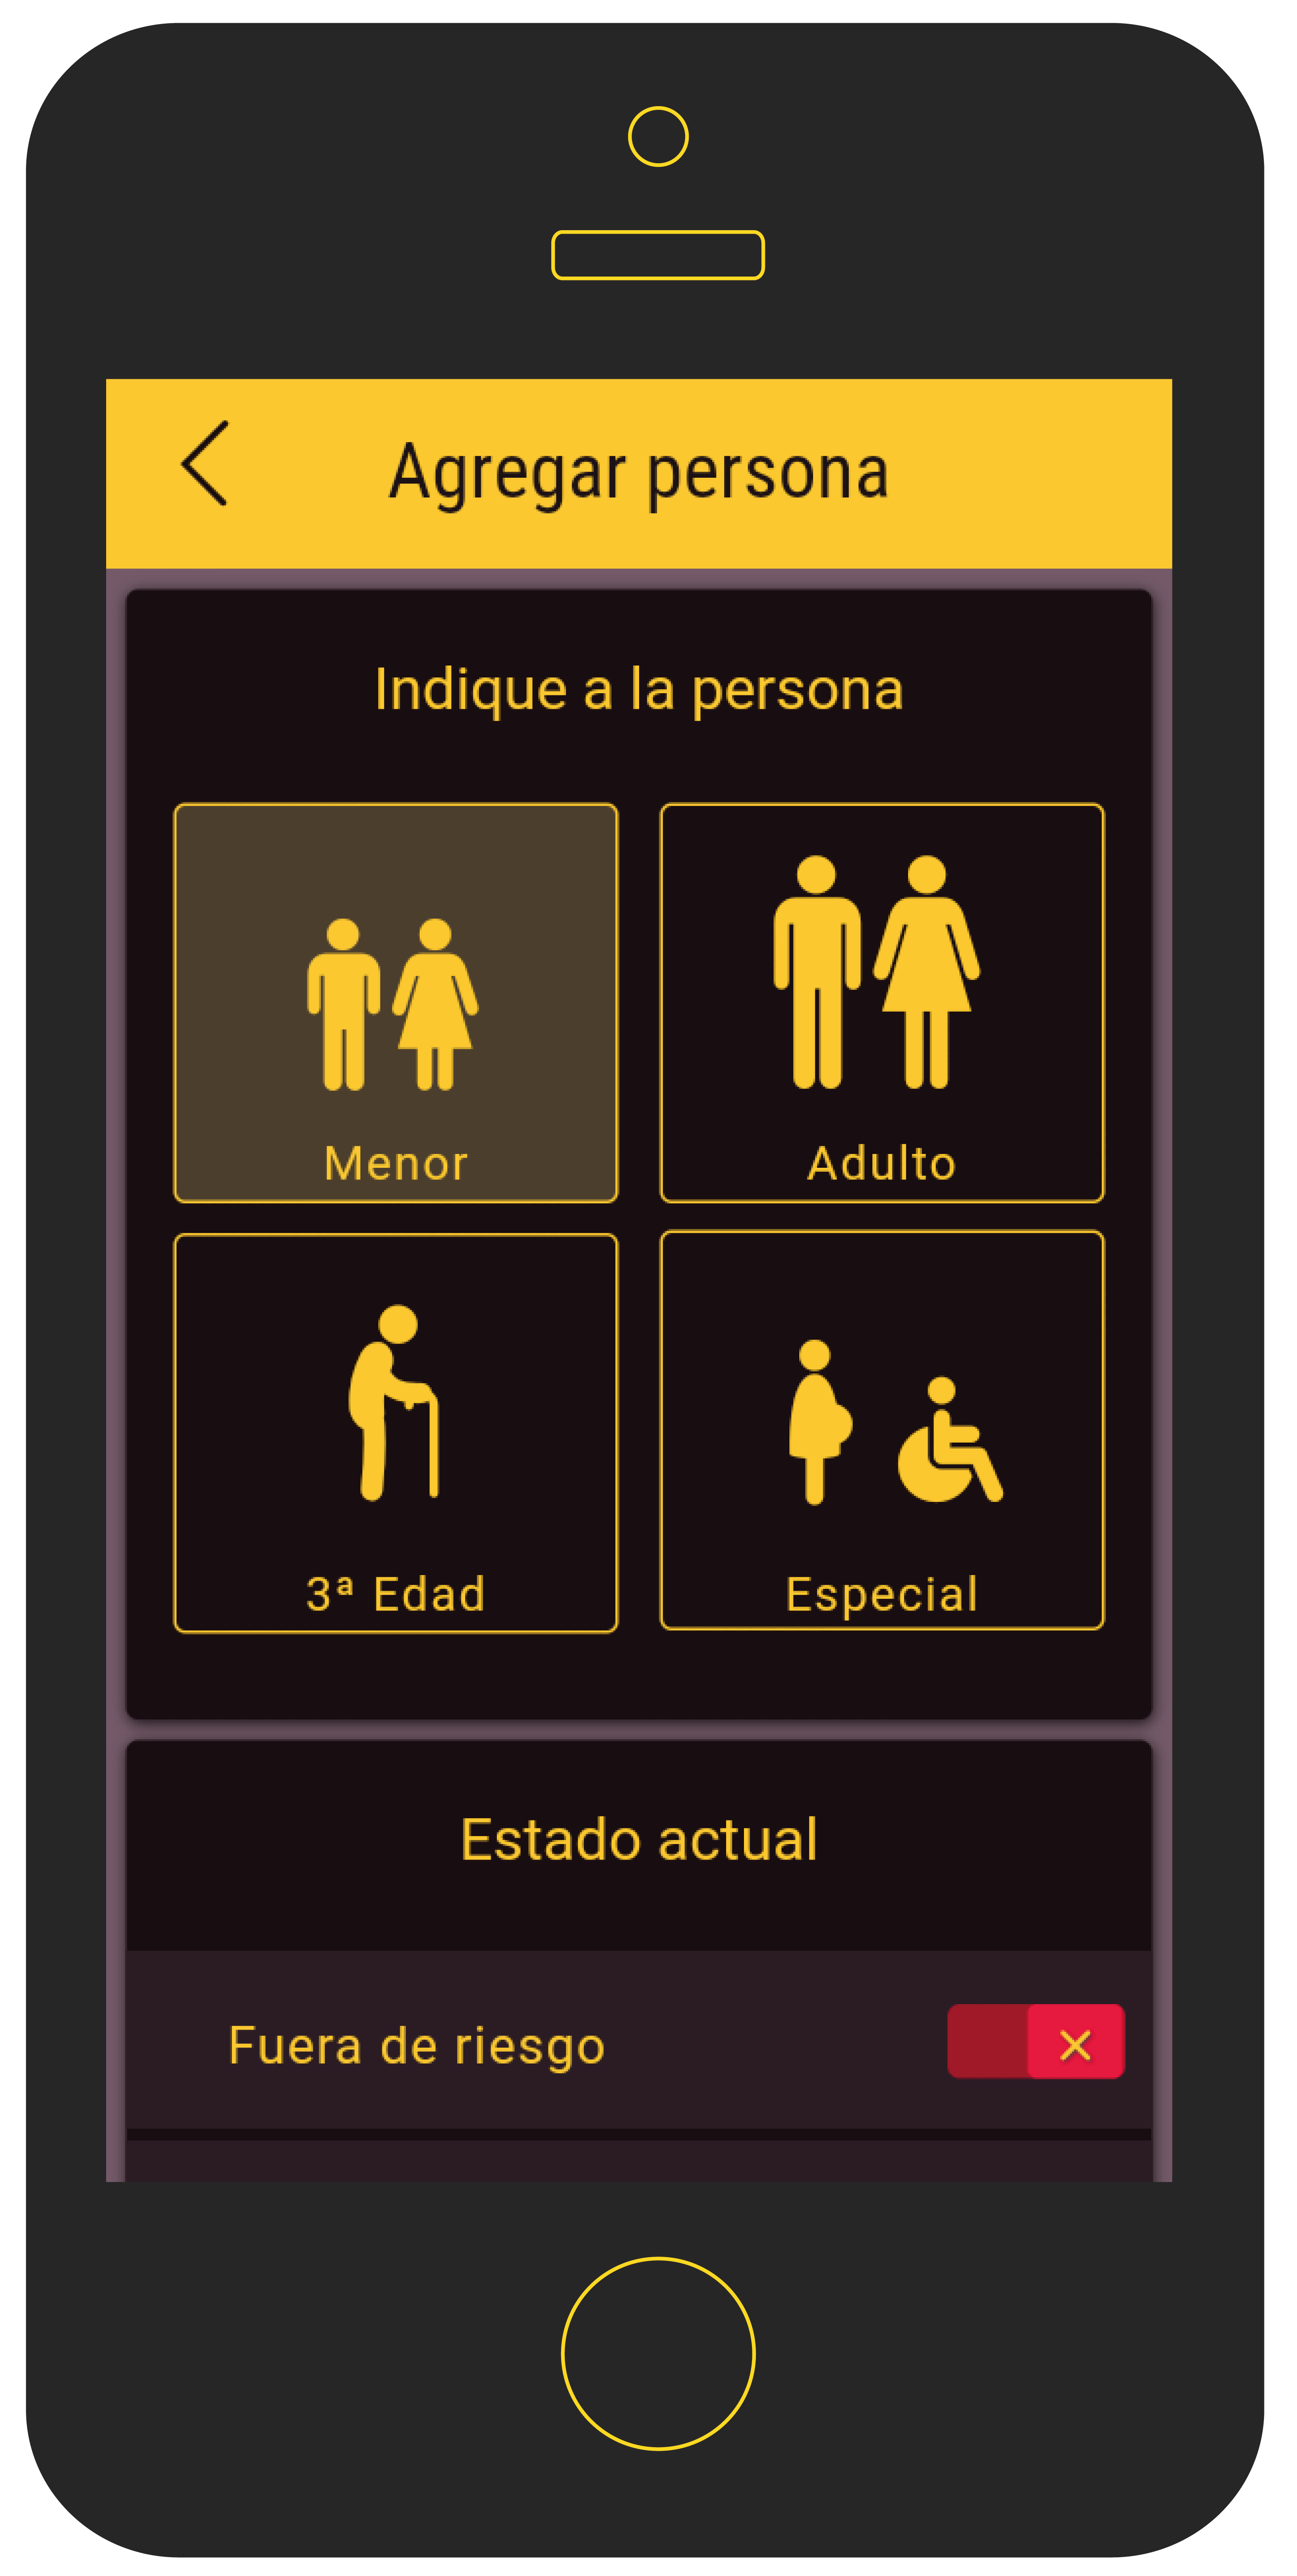 Agregar persona
Indique a la persona
Menor
Adulto
3ª Edad
Especial
Estado actual
Fuera de riesgo